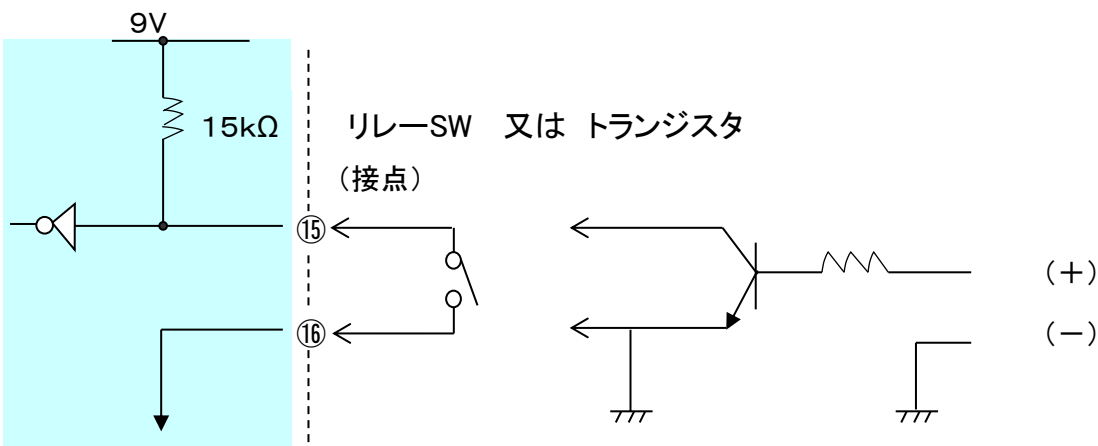 9V
15kΩ
リレーSW 又は トランジスタ
(接点)
⑮
⑯
(+)
(-)